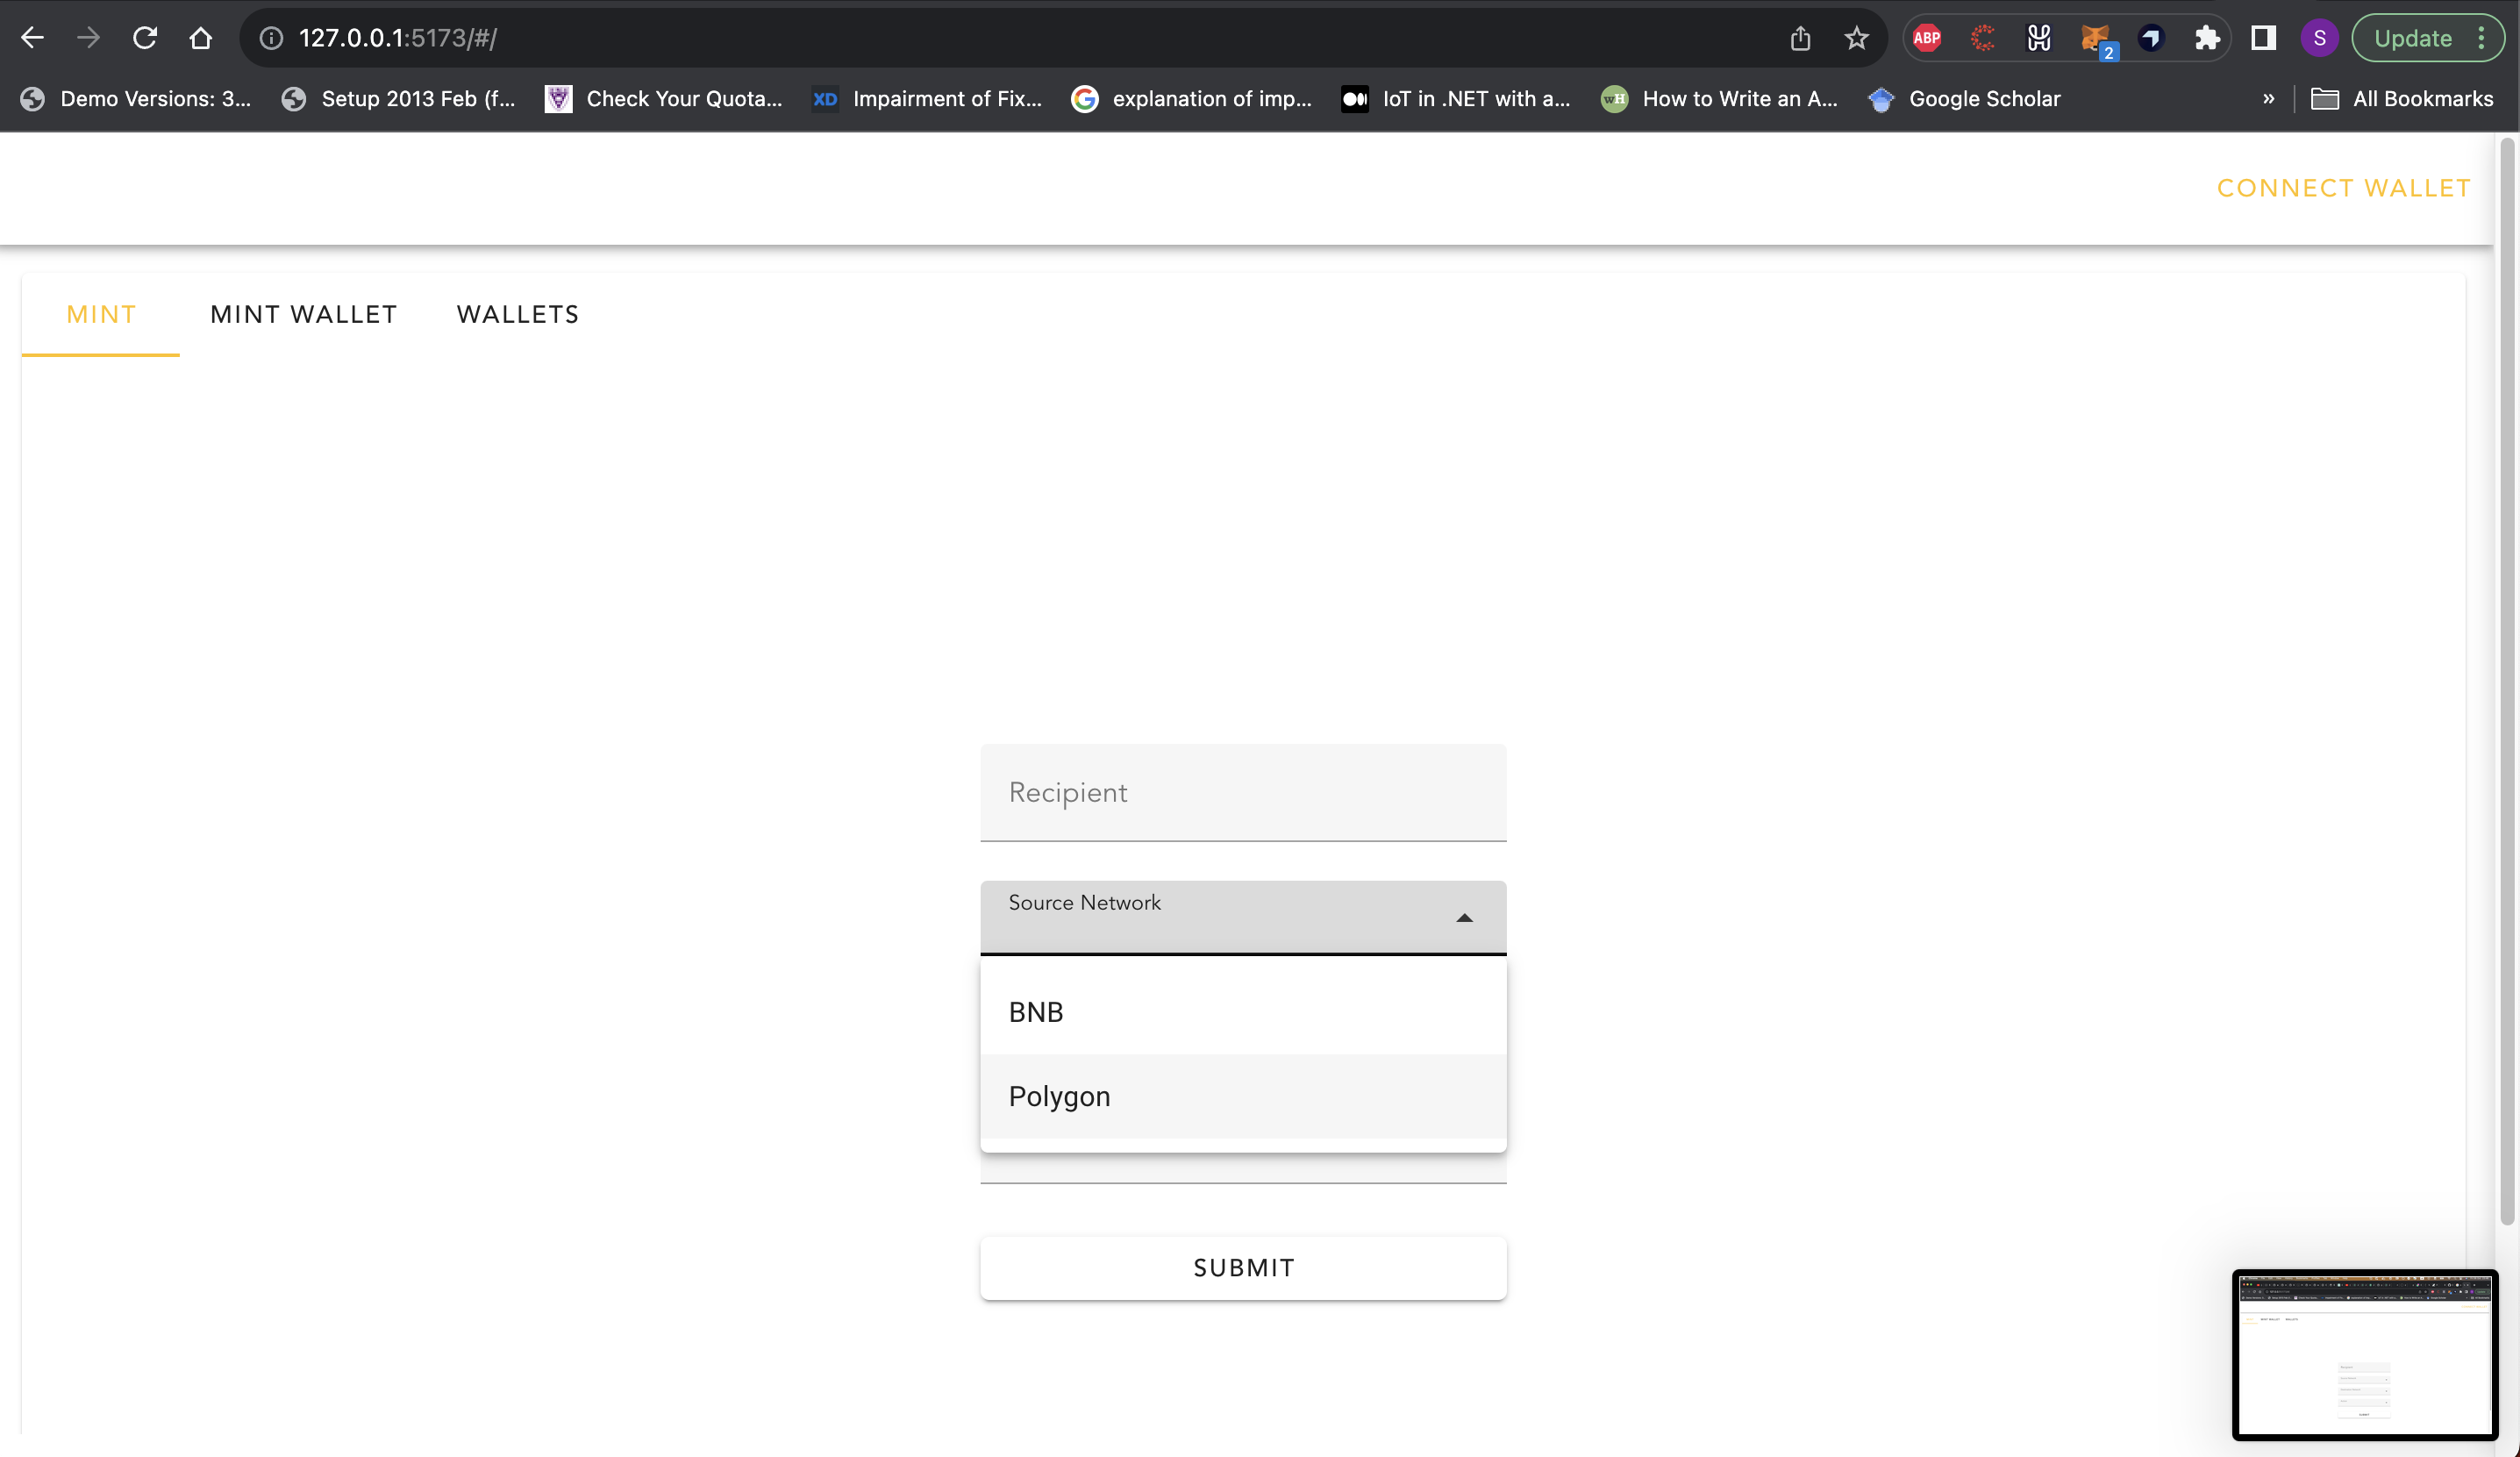 127.0.0.1:5173/#/
ABP
2
S
Update
Demo Versions: 3...
Setup 2013 Feb (f...
Check Your Quota...
XD
Impairment of Fix...
explanation of imp...
IoT in .NET with a...
wH
How to Write an A...
Google Scholar
»
All Bookmarks
CONNECT WALLET
MINT
MINT WALLET
WALLETS
Recipient
Source Network
BNB
Polygon
SUBMIT